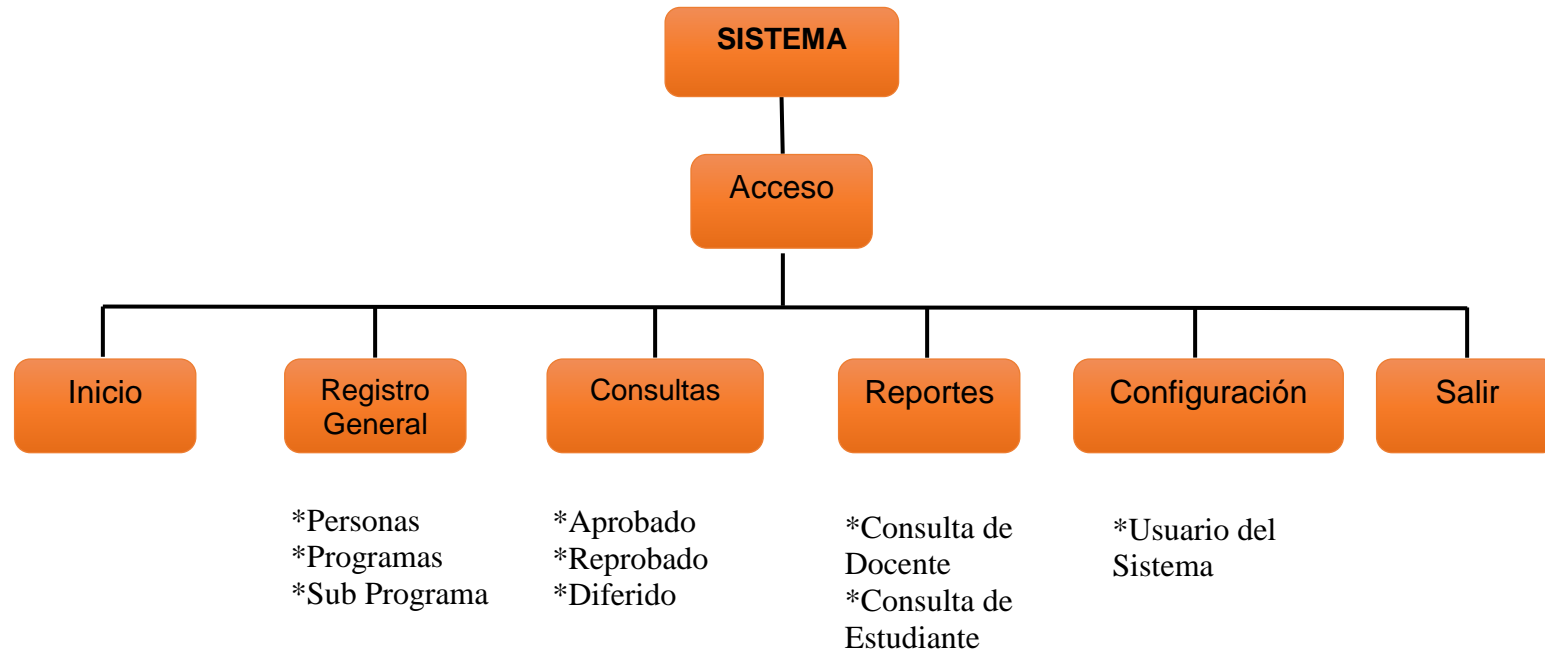 SISTEMA
Acceso
Inicio
Registro
General
Consultas
Reportes
Configuración
Salir
*Personas
*Programas
*Sub Programa
*Aprobado
*Reprobado
*Diferido
*Consulta de
Docente
*Consulta de
Estudiante
*Usuario del
Sistema